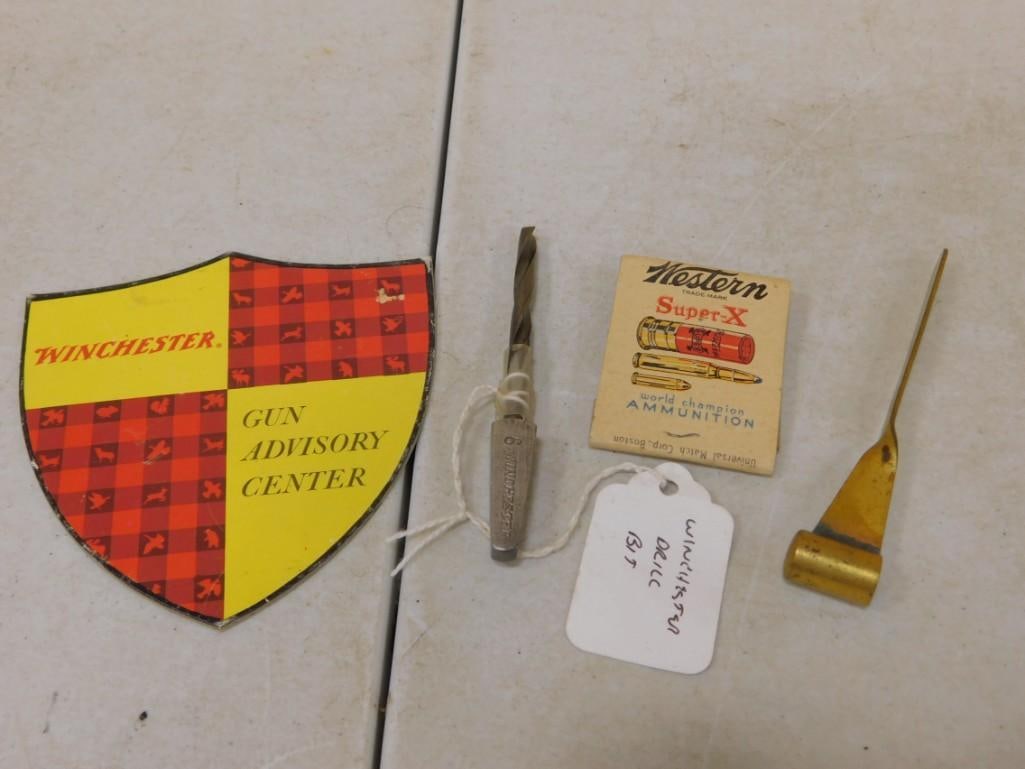 WINCHESTER®
GUN
ADVISORY
CENTER
8 WINCHESTER
Western
TRADE-MARK
Super-X
world champion
AMMUNITION
Universal Match Corp., Boston
WINCHESTER
DRILL
BIT